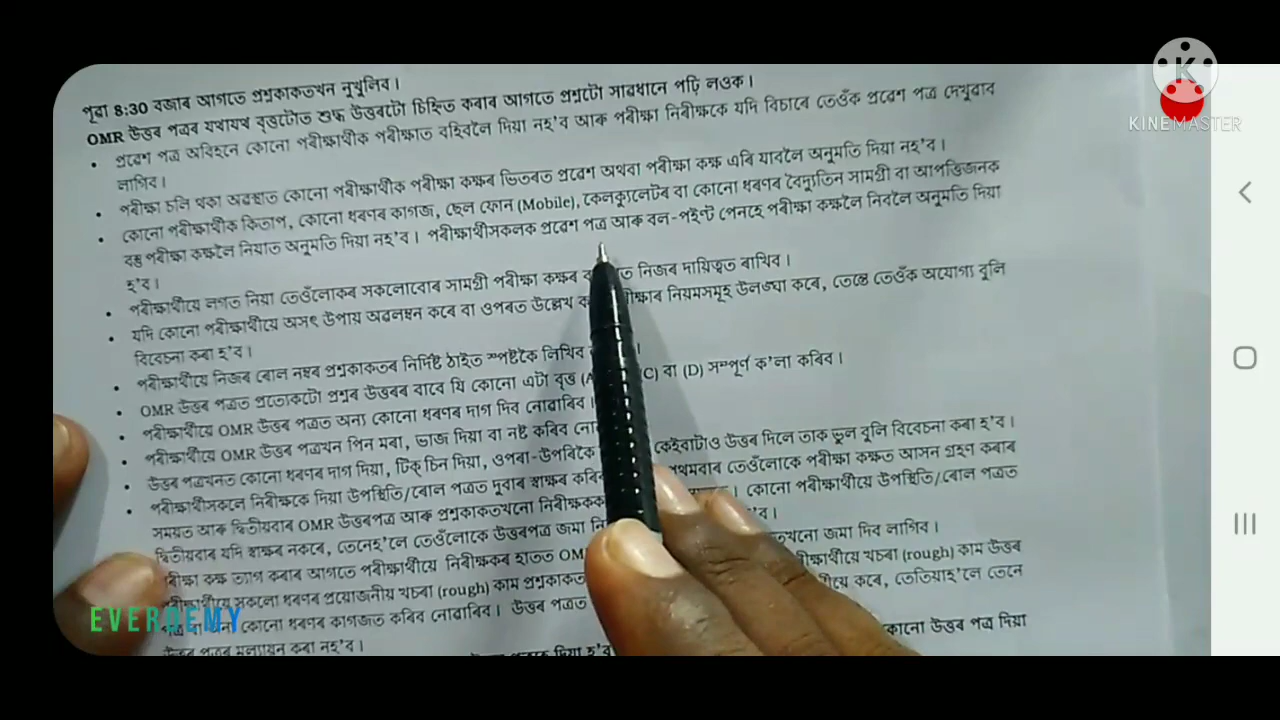 পূৱা 8:30 বজাৰ আগতে প্ৰশ্নকাকতখন নুখুলিব।
OMR উত্তৰ পত্ৰৰ যথাযথ বৃত্তটোত শুদ্ধ উত্তৰটো চিহ্নিত কৰাৰ আগতে প্ৰশ্নটো সাৱধানে পঢ়ি লওক।
• প্ৰৱেশ পত্ৰ অবিহনে কোনো পৰীক্ষাৰ্থীক পৰীক্ষাত বহিবলৈ দিয়া নহ'ব আৰু পৰীক্ষা নিৰীক্ষকে যদি বিচাৰে তেওঁক প্ৰৱেশ পত্ৰ দেখুৱাব
লাগিব।
• পৰীক্ষা চলি থকা অৱস্থাত কোনো পৰীক্ষাৰ্থীক পৰীক্ষা কক্ষৰ ভিতৰত প্ৰৱেশ অথবা পৰীক্ষা কক্ষ এৰি যাবলৈ অনুমতি দিয়া নহ'ব।
• কোনো পৰীক্ষাৰ্থীক কিতাপ, কোনো ধৰণৰ কাগজ, ছেল ফোন (Mobile), কেলকুলেটৰ বা কোনো ধৰণৰ বৈদ্যুতিন সামগ্ৰী বা আপত্তিজনক
বস্তু পৰীক্ষা কক্ষলৈ নিয়াত অনুমতি দিয়া নহ'ব। পৰীক্ষাৰ্থীসকলক প্ৰৱেশ পত্ৰ আৰু বল-পইণ্ট পেনহে পৰীক্ষা কক্ষলৈ নিবলৈ অনুমতি দিয়া
হ'ব।
• পৰীক্ষাৰ্থীয়ে লগত নিয়া তেওঁলোকৰ সকলোবোৰ সামগ্ৰী পৰীক্ষা কক্ষৰ নিজৰ দায়িত্বত ৰাখিব।
• যদি কোনো পৰীক্ষাৰ্থীয়ে অসৎ উপায় অৱলম্বন কৰে বা ওপৰত উল্লেখ নিয়মসমূহ উলঙ্ঘা কৰে, তেন্তে তেওঁক অযোগ্য বুলি
বিবেচনা কৰা হ'ব।
• পৰীক্ষাৰ্থীয়ে নিজৰ ৰোল নম্বৰ প্ৰশ্নকাকতৰ নিৰ্দিষ্ট ঠাইত স্পষ্টকৈ লিখিব
• OMR উত্তৰ পত্ৰত প্ৰত্যেকটো প্ৰশ্নৰ উত্তৰৰ বাবে যি কোনো এটা বৃত্ত (A C) বা (D) সম্পূৰ্ণ ক'লা কৰিব।
• পৰীক্ষাৰ্থীয়ে OMR উত্তৰ পত্ৰত অন্য কোনো ধৰণৰ দাগ দিব নোৱাৰিব।
• পৰীক্ষাৰ্থীয়ে OMR উত্তৰ পত্ৰখন পিন মৰা, ভাজ দিয়া বা নষ্ট কৰিব
• উত্তৰ পত্ৰখনত কোনো ধৰণৰ দাগ দিয়া, টিক্ চিন দিয়া, ওপৰা-উপৰিকৈ কেইবাটাও উত্তৰ দিলে তাক ভুল বুলি বিবেচনা কৰা হ'ব।
• পৰীক্ষাৰ্থীসকলে নিৰীক্ষকে দিয়া উপস্থিতি/ৰোল পত্ৰত দুবাৰ স্বাক্ষৰ কৰিব প্ৰথমবাৰ তেওঁলোকে পৰীক্ষা কক্ষত আসন গ্ৰহণ কৰাৰ
সময়ত আৰু দ্বিতীয়বাৰ OMR উত্তৰপত্ৰ আৰু প্ৰশ্নকাকতখনো নিৰীক্ষকক । কোনো পৰীক্ষাৰ্থীয়ে উপস্থিতি/ৰোল পত্ৰত
দ্বিতীয়বাৰ যদি স্বাক্ষৰ নকৰে, তেনেহ'লে তেওঁলোকে উত্তৰপত্ৰ জমা
কক্ষ ত্যাগ কৰাৰ আগতে পৰীক্ষাৰ্থীয়ে নিৰীক্ষকৰ হাতত জমা দিব লাগিব।
সকলো ধৰণৰ প্ৰয়োজনীয় খচৰা (rough) কাম খচৰা (rough) কাম উত্তৰ
কোনো ধৰণৰ কাগজত কৰিব নোৱাৰিব। উত্তৰ পত্ৰত কৰে, তেতিয়াহ'লে তেনে
উত্তৰ পত্ৰৰ মূল্যায়ন কৰা নহ'ব।
উত্তৰ পত্ৰ দিয়া
KINEMASTER
EVERDEMY